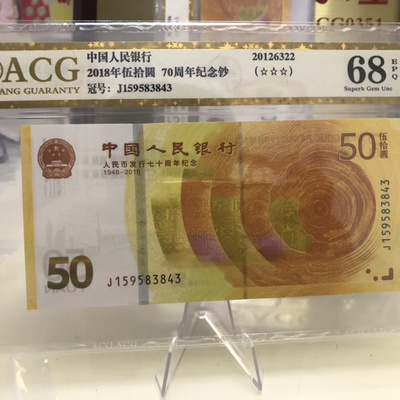 ACG
ANG GUARANTY
中国人民银行
2018年伍拾圆 70周年纪念钞
冠号: J159583843
20126322
(☆☆☆)
68 EPQ
Superb Gem Unc
CG0351
中国人民银行
人民币发行七十周年纪念
1948-2018
50 伍拾圆
J159583843
50
J159583843